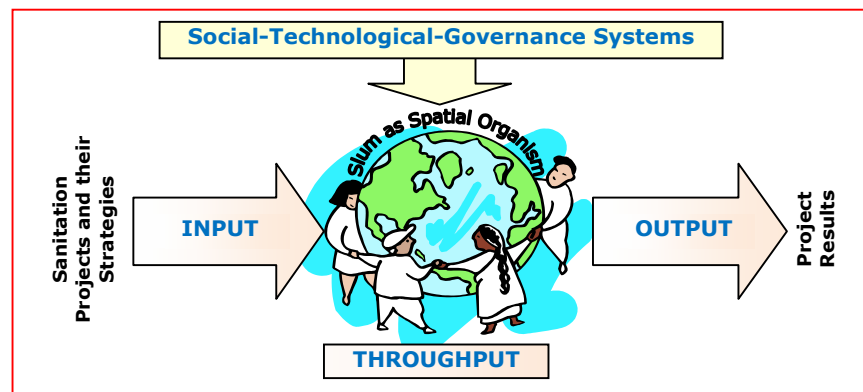 Social-Technological-Governance Systems
Slum as Spatial Organism
Sanitation
Projects and their
Strategies
INPUT
OUTPUT
Project
Results
THROUGHPUT